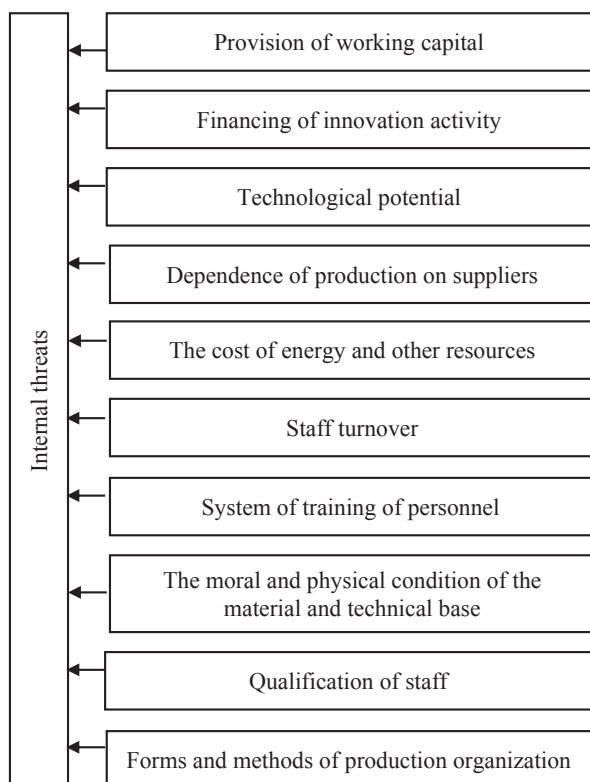 Internal threats
Provision of working capital
Financing of innovation activity
Technological potential
Dependence of production on suppliers
The cost of energy and other resources
Staff turnover
System of training of personnel
The moral and physical condition of the
material and technical base
Qualification of staff
Forms and methods of production organization